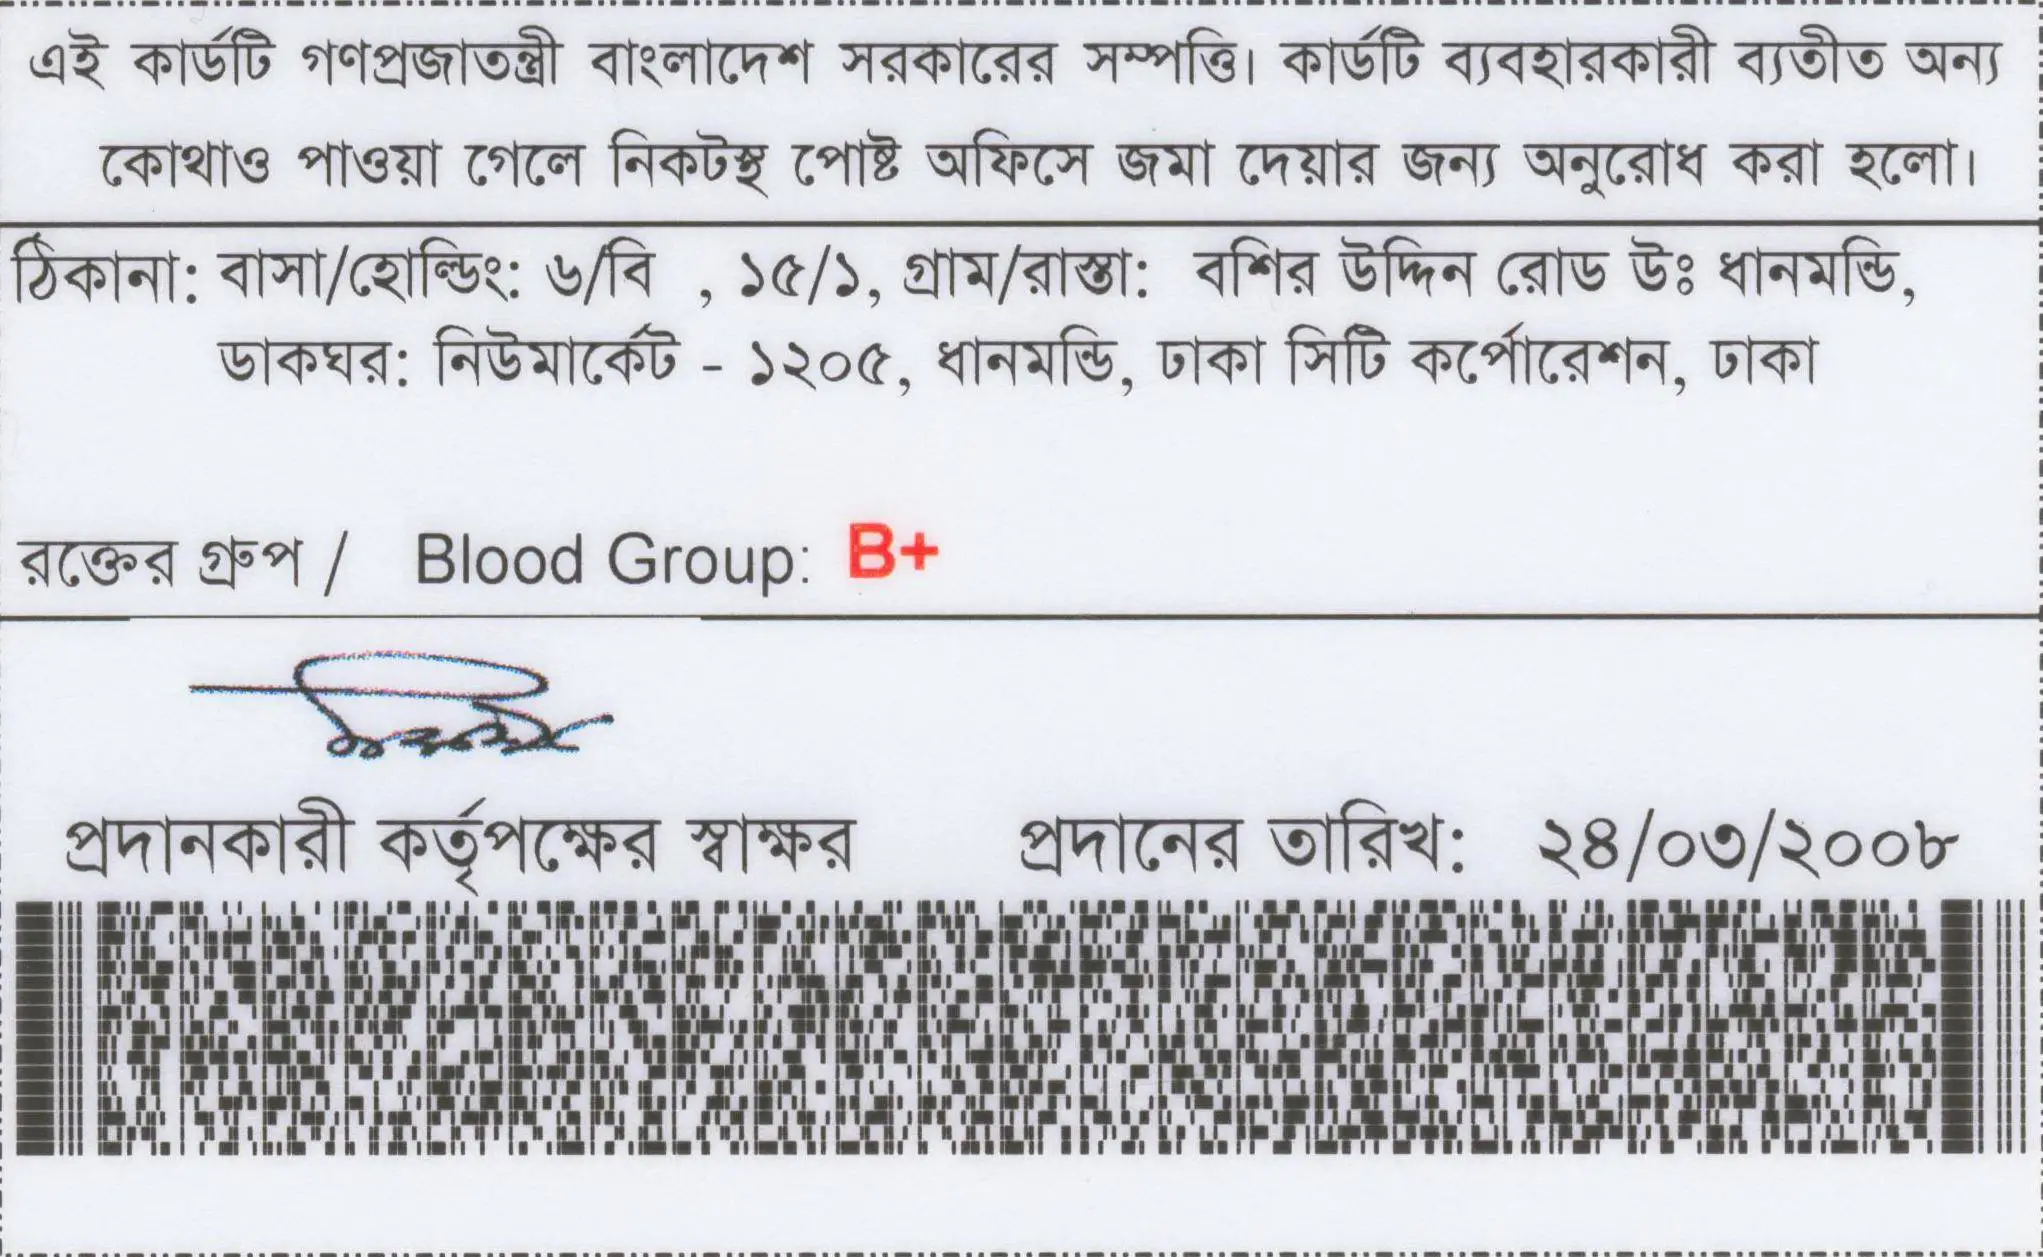 এই কার্ডটি গণপ্রজাতন্ত্রী বাংলাদেশ সরকারের সম্পত্তি। কার্ডটি ব্যবহারকারী ব্যতীত অন্য
কোথাও পাওয়া গেলে নিকটস্থ পোষ্ট অফিসে জমা দেয়ার জন্য অনুরোধ করা হলো।
ঠিকানা: বাসা/হোল্ডিং: ৬/বি , ১৫/১, গ্রাম/রাস্তা: বশির উদ্দিন রোড উঃ ধানমন্ডি,
ডাকঘর: নিউমার্কেট - ১২০৫, ধানমন্ডি, ঢাকা সিটি কর্পোরেশন, ঢাকা
রক্তের গ্রুপ / Blood Group: B+
প্রদানকারী কর্তৃপক্ষের স্বাক্ষর প্রদানের তারিখ: ২৪/০৩/২০০৮